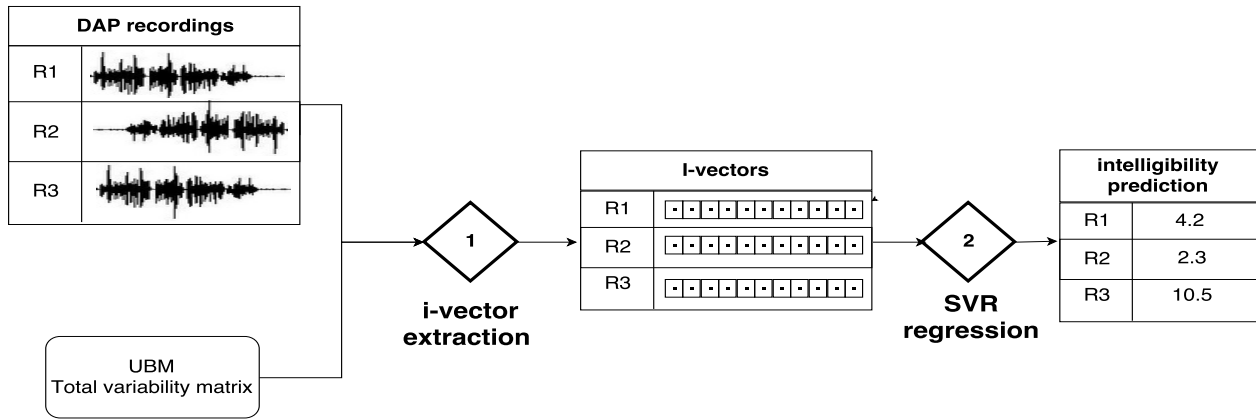 DAP recordings
R1
R2
R3
UBM
Total variability matrix
1
i-vector
extraction
I-vectors
R1
R2
R3
2
SVR
regression
intelligibility
prediction
R1 4.2
R2 2.3
R3 10.5